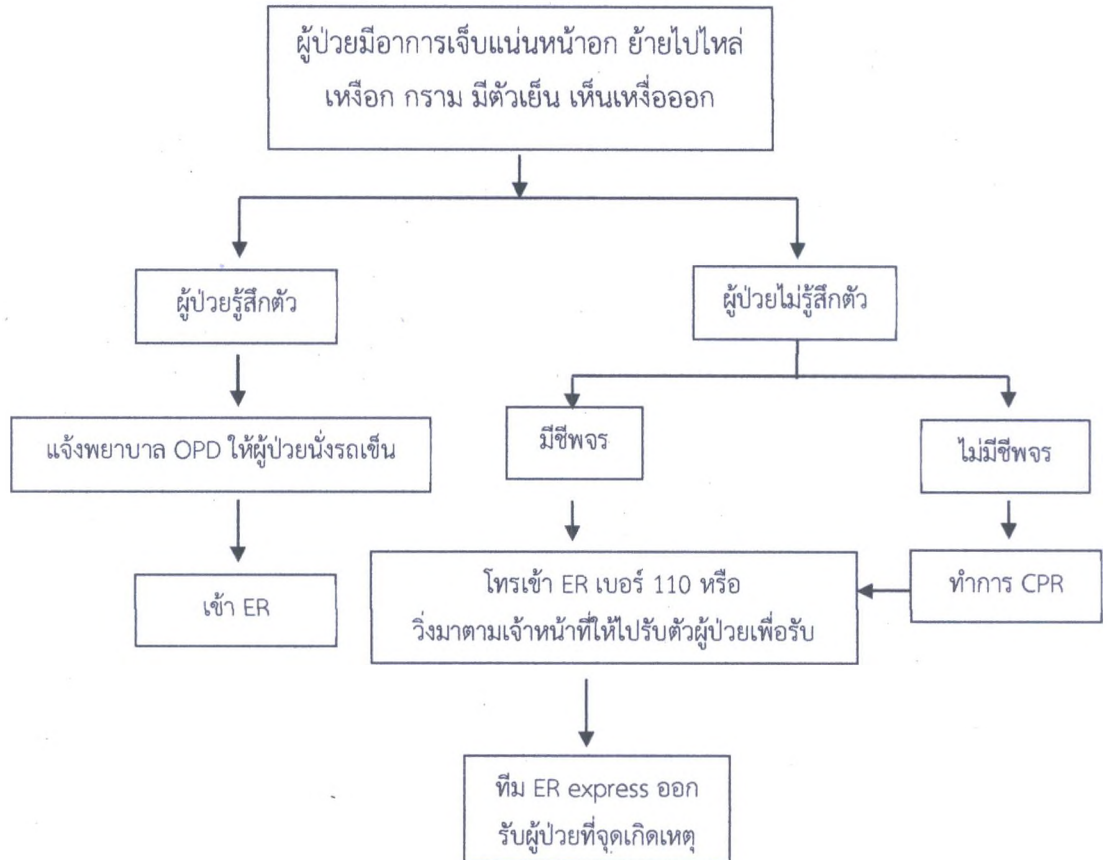 ผู้ป่วยมีอาการเจ็บแน่นหน้าอก ย้ายไปไหล่
เหงือก กราม มีตัวเย็น เห็นเหงื่อออก
ผู้ป่วยรู้สึกตัว
ผู้ป่วยไม่รู้สึกตัว
แจ้งพยาบาล OPD ให้ผู้ป่วยนั่งรถเข็น
มีชีพจร
ไม่มีชีพจร
เข้า ER
โทรเข้า ER เบอร์ 110 หรือ
วิ่งมาตามเจ้าหน้าที่ให้ไปรับตัวผู้ป่วยเพื่อรับ
ทำการ CPR
ทีม ER express ออก
รับผู้ป่วยที่จุดเกิดเหตุ